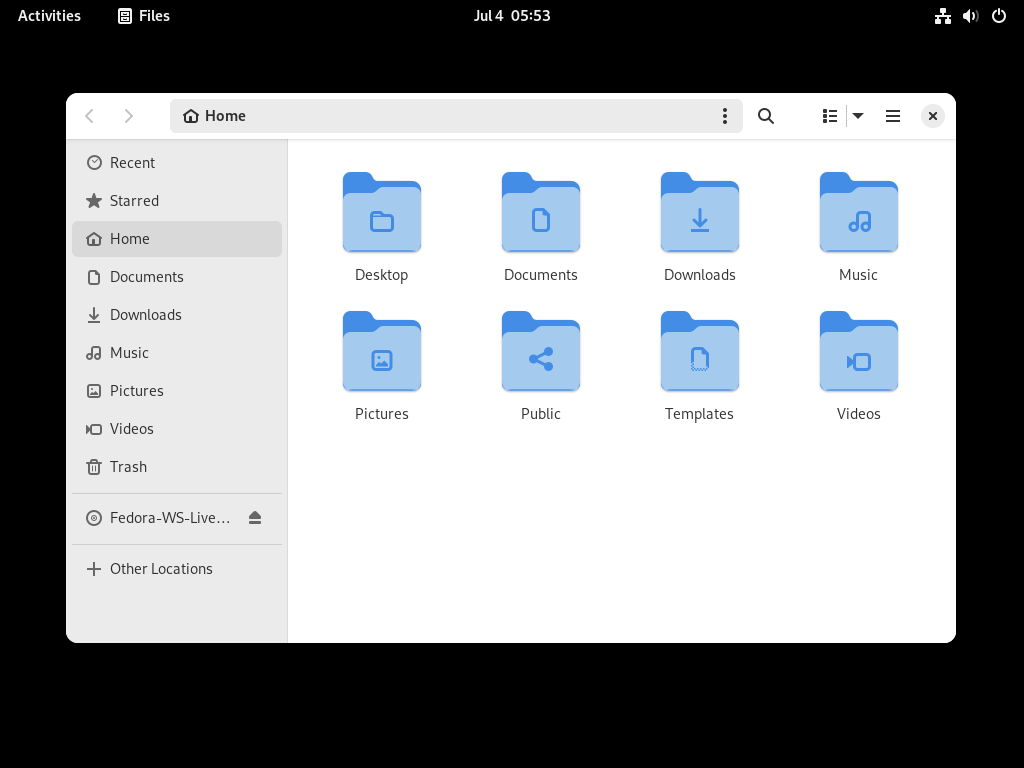 Activities Files Jul 4 05:53
Home
Recent
Starred
Home
Documents
Downloads
Music
Pictures
Videos
Trash
Fedora-WS-Live…
Other Locations
Desktop Documents Downloads Music
Pictures Public Templates Videos